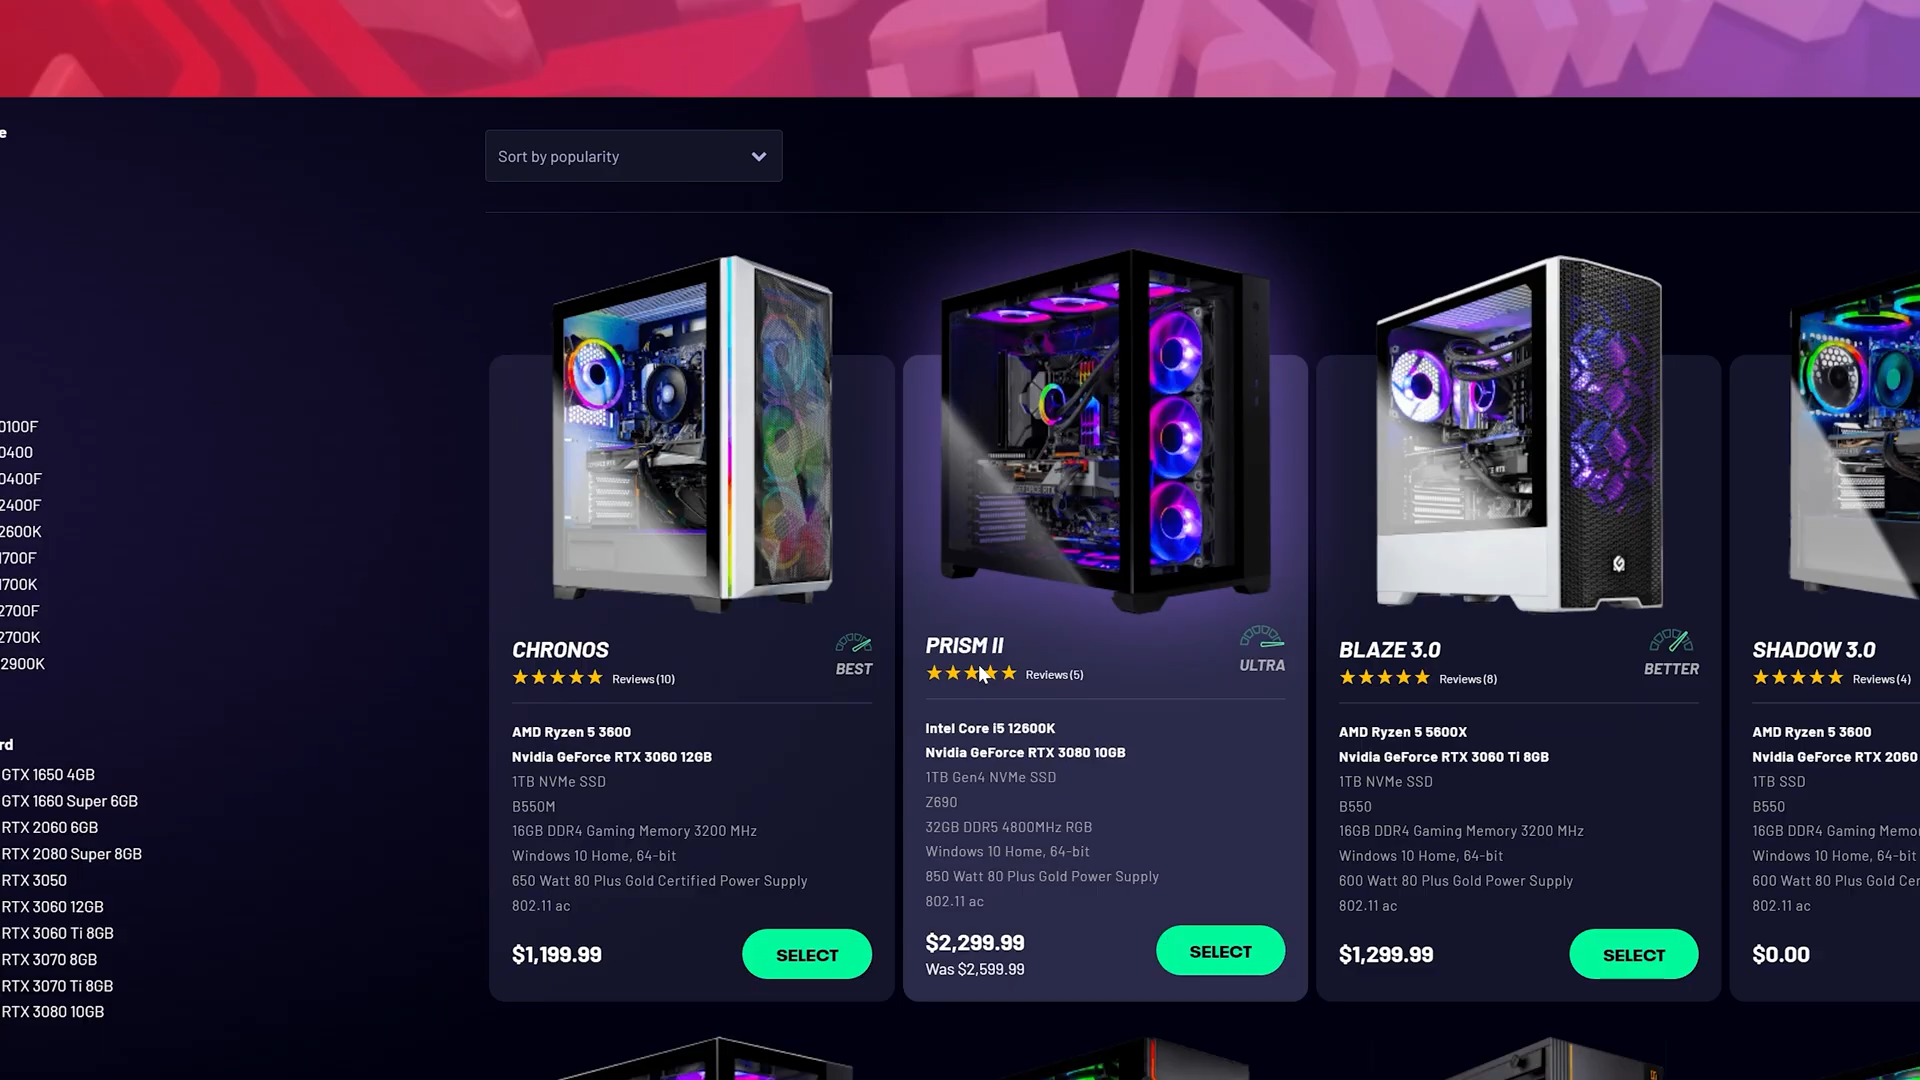 e
Sort by popularity
0100F
0400
0400F
2400F
2600K
1700F
1700K
2700F
2700K
2900K
rd
GTX 1650 4GB
GTX 1660 Super 6GB
RTX 2060 6GB
RTX 2080 Super 8GB
RTX 3050
RTX 3060 12GB
RTX 3060 Ti 8GB
RTX 3070 8GB
RTX 3070 Ti 8GB
RTX 3080 10GB
CHRONOS
BEST
Reviews (10)
AMD Ryzen 5 3600
Nvidia GeForce RTX 3060 12GB
1TB NVMe SSD
B550M
16GB DDR4 Gaming Memory 3200 MHz
Windows 10 Home, 64-bit
650 Watt 80 Plus Gold Certified Power Supply
802.11 ac
$1,199.99
SELECT
PRISM II
ULTRA
Reviews (5)
Intel Core i5 12600K
Nvidia GeForce RTX 3080 10GB
1TB Gen4 NVMe SSD
Z690
32GB DDR5 4800MHz RGB
Windows 10 Home, 64-bit
850 Watt 80 Plus Gold Power Supply
802.11 ac
$2,299.99
Was $2,599.99
SELECT
BLAZE 3.0
BETTER
Reviews (8)
AMD Ryzen 5 5600X
Nvidia GeForce RTX 3060 Ti 8GB
1TB NVMe SSD
B550
16GB DDR4 Gaming Memory 3200 MHz
Windows 10 Home, 64-bit
600 Watt 80 Plus Gold Power Supply
802.11 ac
$1,299.99
SELECT
SHADOW 3.0
Reviews (4)
AMD Ryzen 5 3600
Nvidia GeForce RTX 2060
1TB SSD
B550
16GB DDR4 Gaming Memo
Windows 10 Home, 64-bit
600 Watt 80 Plus Gold Cer
802.11 ac
$0.00